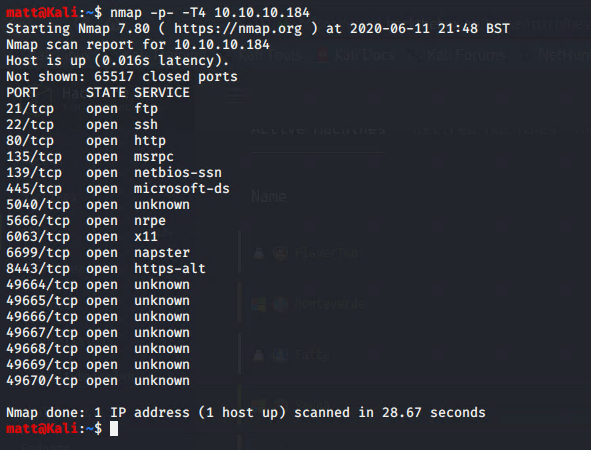 matt@Kali:~$ nmap -p- -T4 10.10.10.184
Starting Nmap 7.80 ( https://nmap.org ) at 2020-06-11 21:48 BST
Nmap scan report for 10.10.10.184
Host is up (0.016s latency).
Not shown: 65517 closed ports
PORT      STATE SERVICE
21/tcp    open  ftp
22/tcp    open  ssh
80/tcp    open  http
135/tcp   open  msrpc
139/tcp   open  netbios-ssn
445/tcp   open  microsoft-ds
5040/tcp  open  unknown
5666/tcp  open  nrpe
6063/tcp  open  x11
6699/tcp  open  napster
8443/tcp  open  https-alt
49664/tcp open  unknown
49665/tcp open  unknown
49666/tcp open  unknown
49667/tcp open  unknown
49668/tcp open  unknown
49669/tcp open  unknown
49670/tcp open  unknown
Nmap done: 1 IP address (1 host up) scanned in 28.67 seconds
matt@Kali:~$
Kali Docs
Kali Forums
Name